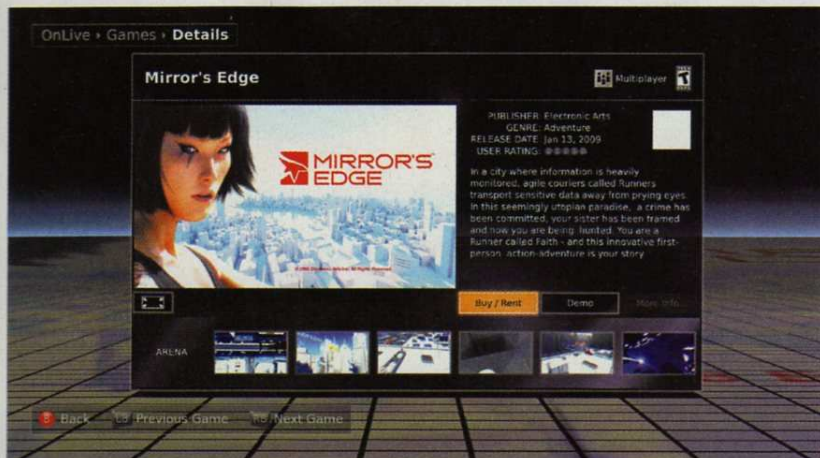 OnLive › Games › Details
Mirror's Edge
Multiplayer
T
MIRROR'S
EDGE
PUBLISHER: Electronic Arts
GENRE: Adventure
RELEASE DATE: Jan 13, 2009
USER RATING:
In a city where information is heavily
monitored, agile couriers called Runners
transport sensitive data away from prying eyes.
In this seemingly utopian paradise, a crime has
been committed, your sister has been framed
and now you are being hunted. You are a
Runner called Faith - and this innovative first-
person action-adventure is your story.
Buy / Rent
Demo
More Info...
ARENA
B Back
LB Previous Game
RB Next Game